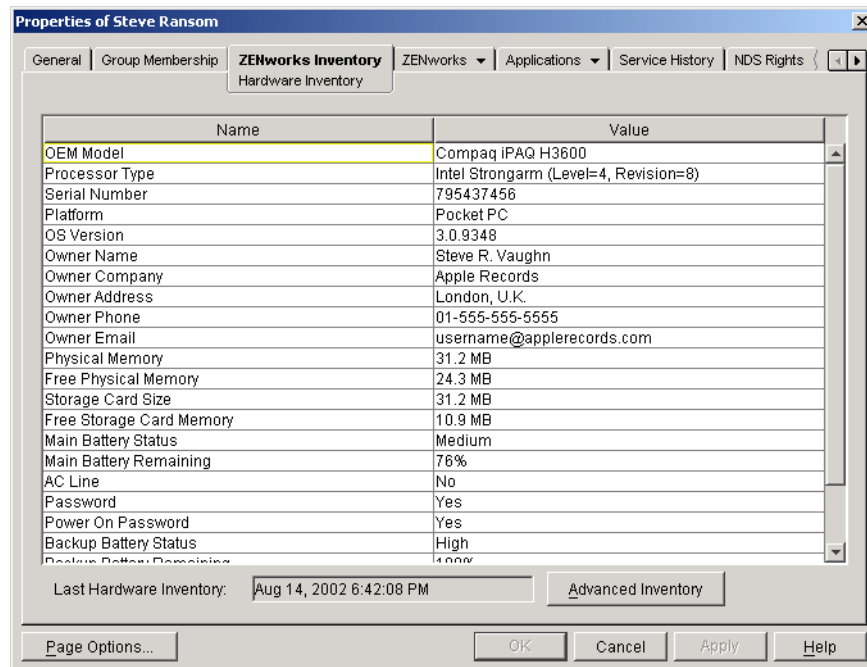 Properties of Steve Ransom
General Group Membership ZENworks Inventory ZENworks Applications Service History NDS Rights
Hardware Inventory
Name Value
OEM Model Compaq iPAQ H3600
Processor Type Intel Strongarm (Level=4, Revision=8)
Serial Number 795437456
Platform Pocket PC
OS Version 3.0.9348
Owner Name Steve R. Vaughn
Owner Company Apple Records
Owner Address London, U.K.
Owner Phone 01-555-555-5555
Owner Email username@applerecords.com
Physical Memory 31.2 MB
Free Physical Memory 24.3 MB
Storage Card Size 31.2 MB
Free Storage Card Memory 10.9 MB
Main Battery Status Medium
Main Battery Remaining 76%
AC Line No
Password Yes
Power On Password Yes
Backup Battery Status High
Backup Battery Remaining 100%
Last Hardware Inventory: Aug 14, 2002 6:42:08 PM Advanced Inventory
Page Options... OK Cancel Apply Help